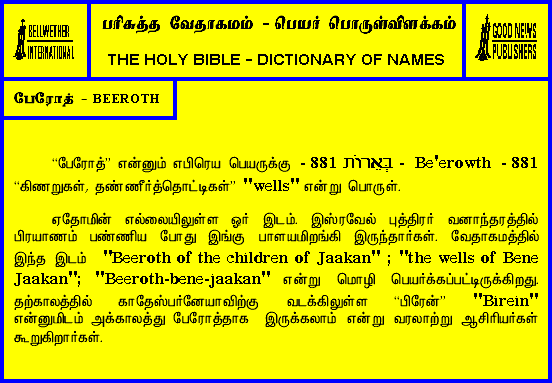 BELLWETHER
INTERNATIONAL
பரிசுத்த வேதாகமம் - பெயர் பொருள்விளக்கம்
THE HOLY BIBLE - DICTIONARY OF NAMES
GOOD NEWS
PUBLISHERS
பேரோத் - BEEROTH
“பேரோத்” என்னும் எபிரெய பெயருக்கு - 881 בְּאֵרוֹת - Be'erowth - 881
“கிணறுகள், தண்ணீர்த்தொட்டிகள்” "wells" என்று பொருள்.
ஏதோமின் எல்லையிலுள்ள ஓர் இடம். இஸ்ரவேல் புத்திரர் வனாந்தரத்தில்
பிரயாணம் பண்ணிய போது இங்கு பாளயமிறங்கி இருந்தார்கள். வேதாகமத்தில்
இந்த இடம் "Beeroth of the children of Jaakan" ; "the wells of Bene
Jaakan"; "Beeroth-bene-jaakan" என்று மொழி பெயர்க்கப்பட்டிருக்கிறது.
தற்காலத்தில் காதேஸ்பர்னேயாவிற்கு வடக்கிலுள்ள “பிரேன்” "Birein"
என்னுமிடம் அக்காலத்து பேரோத்தாக இருக்கலாம் என்று வரலாற்று ஆசிரியர்கள்
கூறுகிறார்கள்.